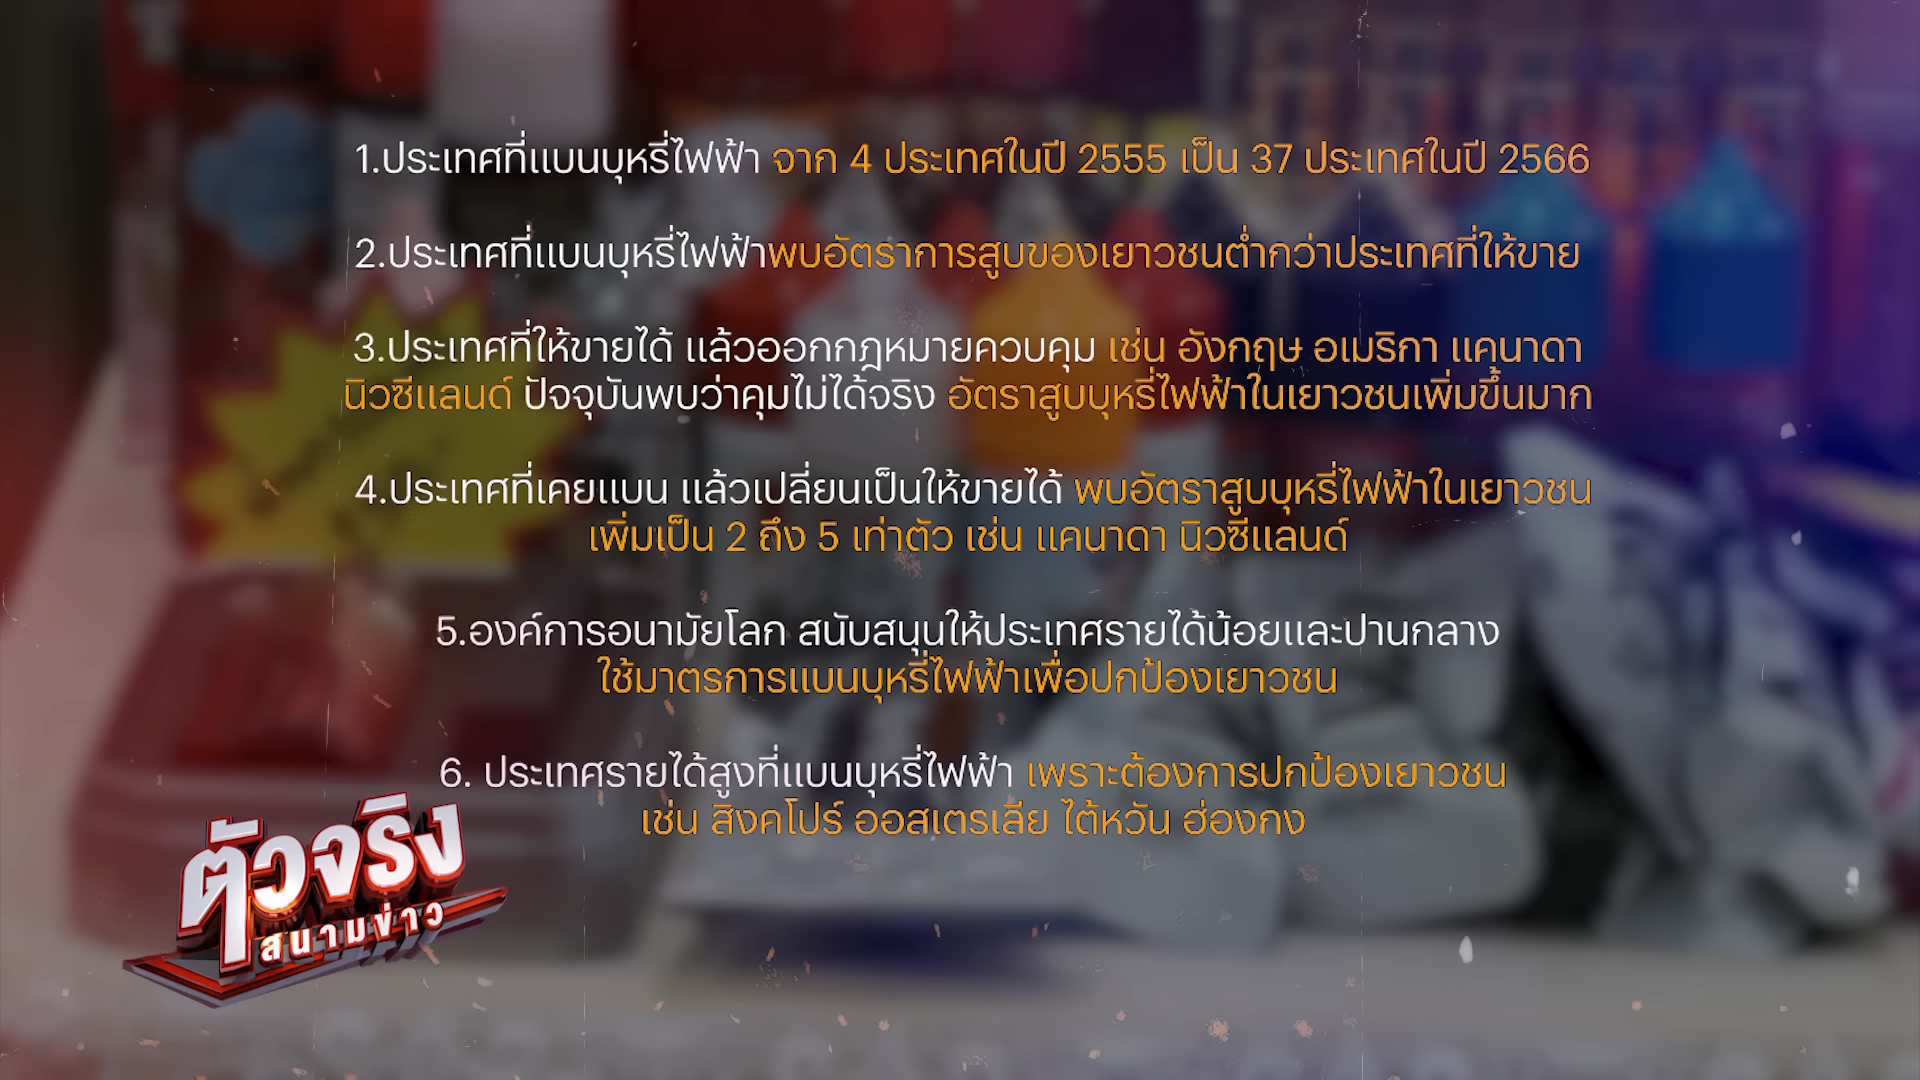 1.ประเทศที่แบนบุหรี่ไฟฟ้า จาก 4 ประเทศในปี 2555 เป็น 37 ประเทศในปี 2566
2.ประเทศที่แบนบุหรี่ไฟฟ้าพบอัตราการสูบของเยาวชนต่ำกว่าประเทศที่ให้ขาย
3.ประเทศที่ให้ขายได้ แล้วออกกฎหมายควบคุม เช่น อังกฤษ อเมริกา แคนาดา
นิวซีแลนด์ ปัจจุบันพบว่าคุมไม่ได้จริง อัตราสูบบุหรี่ไฟฟ้าในเยาวชนเพิ่มขึ้นมาก
4.ประเทศที่เคยแบน แล้วเปลี่ยนเป็นให้ขายได้ พบอัตราสูบบุหรี่ไฟฟ้าในเยาวชน
เพิ่มเป็น 2 ถึง 5 เท่าตัว เช่น แคนาดา นิวซีแลนด์
5.องค์การอนามัยโลก สนับสนุนให้ประเทศรายได้น้อยและปานกลาง
ใช้มาตรการแบนบุหรี่ไฟฟ้าเพื่อปกป้องเยาวชน
6. ประเทศรายได้สูงที่แบนบุหรี่ไฟฟ้า เพราะต้องการปกป้องเยาวชน
เช่น สิงคโปร์ ออสเตรเลีย ไต้หวัน ฮ่องกง
ตัวจริง
สนามข่าว